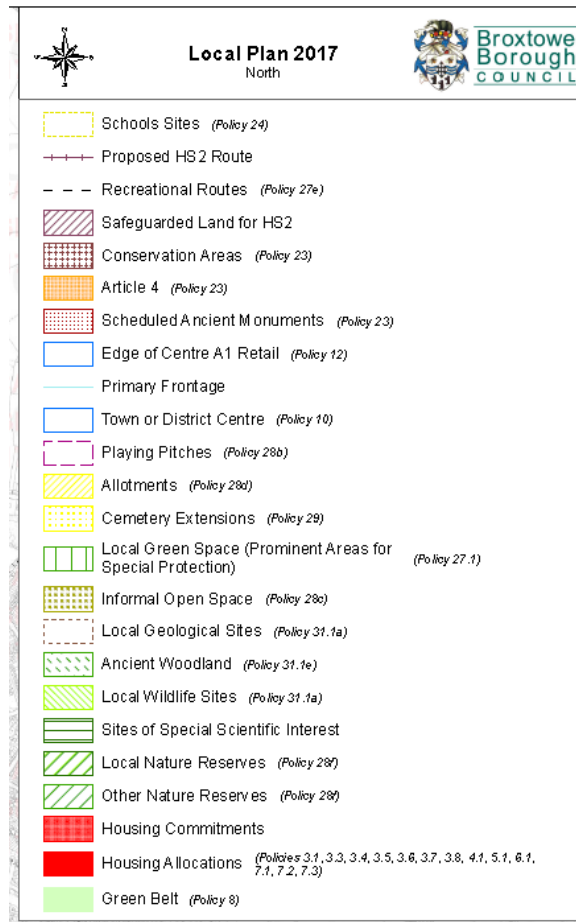 Local Plan 2017
North
Broxtowe
Borough
COUNCIL
Schools Sites (Policy 24)
Proposed HS2 Route
Recreational Routes (Policy 27e)
Safeguarded Land for HS2
Conservation Areas (Policy 23)
Article 4 (Policy 23)
Scheduled Ancient Monuments (Policy 23)
Edge of Centre A1 Retail (Policy 12)
Primary Frontage
Town or District Centre (Policy 10)
Playing Pitches (Policy 28b)
Allotments (Policy 28d)
Cemetery Extensions (Policy 29)
Local Green Space (Prominent Areas for
Special Protection) (Policy 27.1)
Informal Open Space (Policy 28c)
Local Geological Sites (Policy 31.1a)
Ancient Woodland (Policy 31.1e)
Local Wildlife Sites (Policy 31.1a)
Sites of Special Scientific Interest
Local Nature Reserves (Policy 28f)
Other Nature Reserves (Policy 28f)
Housing Commitments
Housing Allocations (Policies 3.1, 3.3, 3.4, 3.5, 3.6, 3.7, 3.8, 4.1, 5.1, 6.1,
7.1, 7.2, 7.3)
Green Belt (Policy 8)